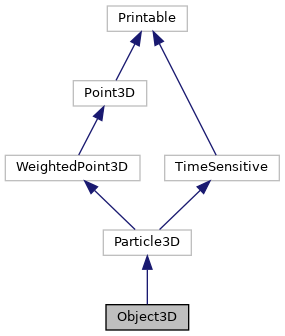 Printable
Point3D
WeightedPoint3D
TimeSensitive
Particle3D
Object3D